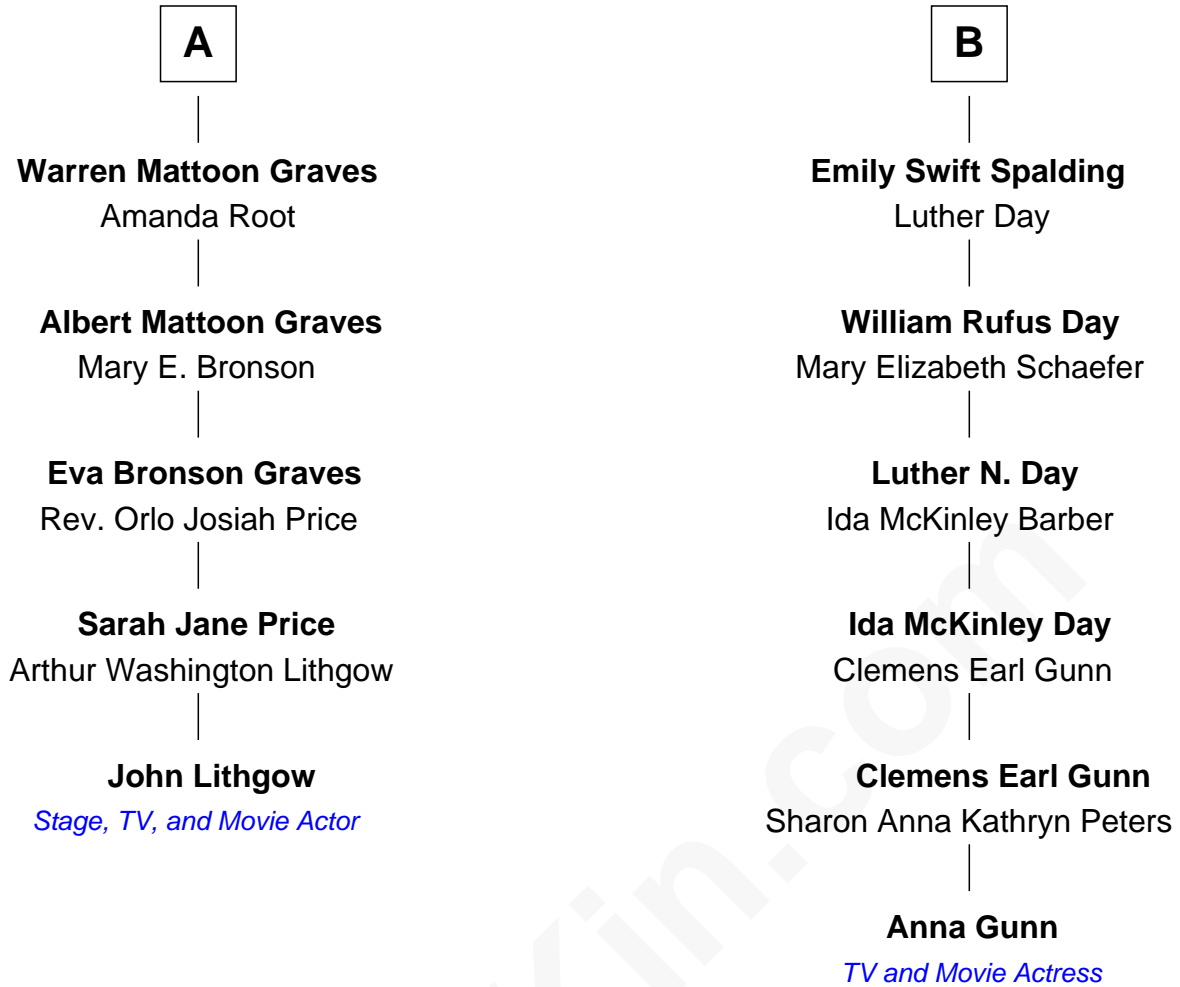 A
Warren Mattoon Graves
Amanda Root
Albert Mattoon Graves
Mary E. Bronson
Eva Bronson Graves
Rev. Orlo Josiah Price
Sarah Jane Price
Arthur Washington Lithgow
John Lithgow
Stage, TV, and Movie Actor
B
Emily Swift Spalding
Luther Day
William Rufus Day
Mary Elizabeth Schaefer
Luther N. Day
Ida McKinley Barber
Ida McKinley Day
Clemens Earl Gunn
Clemens Earl Gunn
Sharon Anna Kathryn Peters
Anna Gunn
TV and Movie Actress
Kin.com